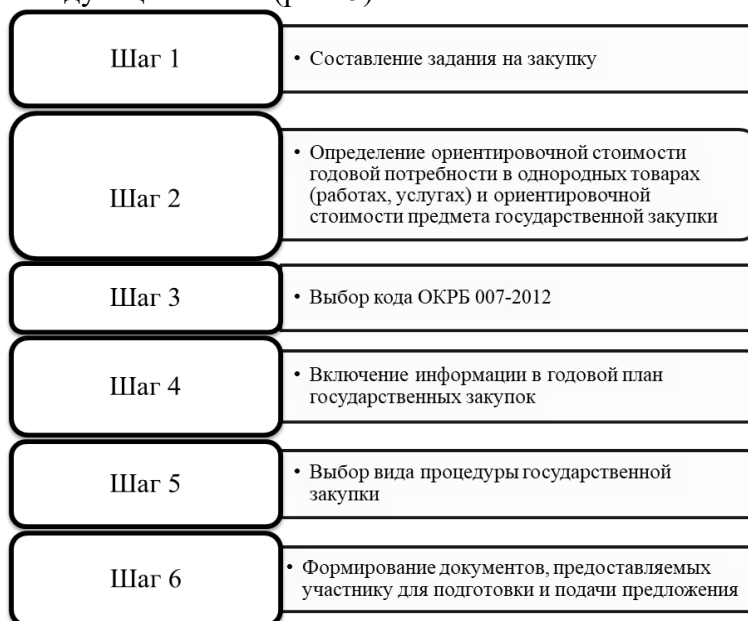 Шаг 1
• Составление задания на закупку
Шаг 2
• Определение ориентировочной стоимости
годовой потребности в однородных товарах
(работах, услугах) и ориентировочной
стоимости предмета государственной закупки
Шаг 3
• Выбор кода ОКРБ 007-2012
Шаг 4
• Включение информации в годовой план
государственных закупок
Шаг 5
• Выбор вида процедуры государственной
закупки
Шаг 6
• Формирование документов, предоставляемых
участнику для подготовки и подачи предложения